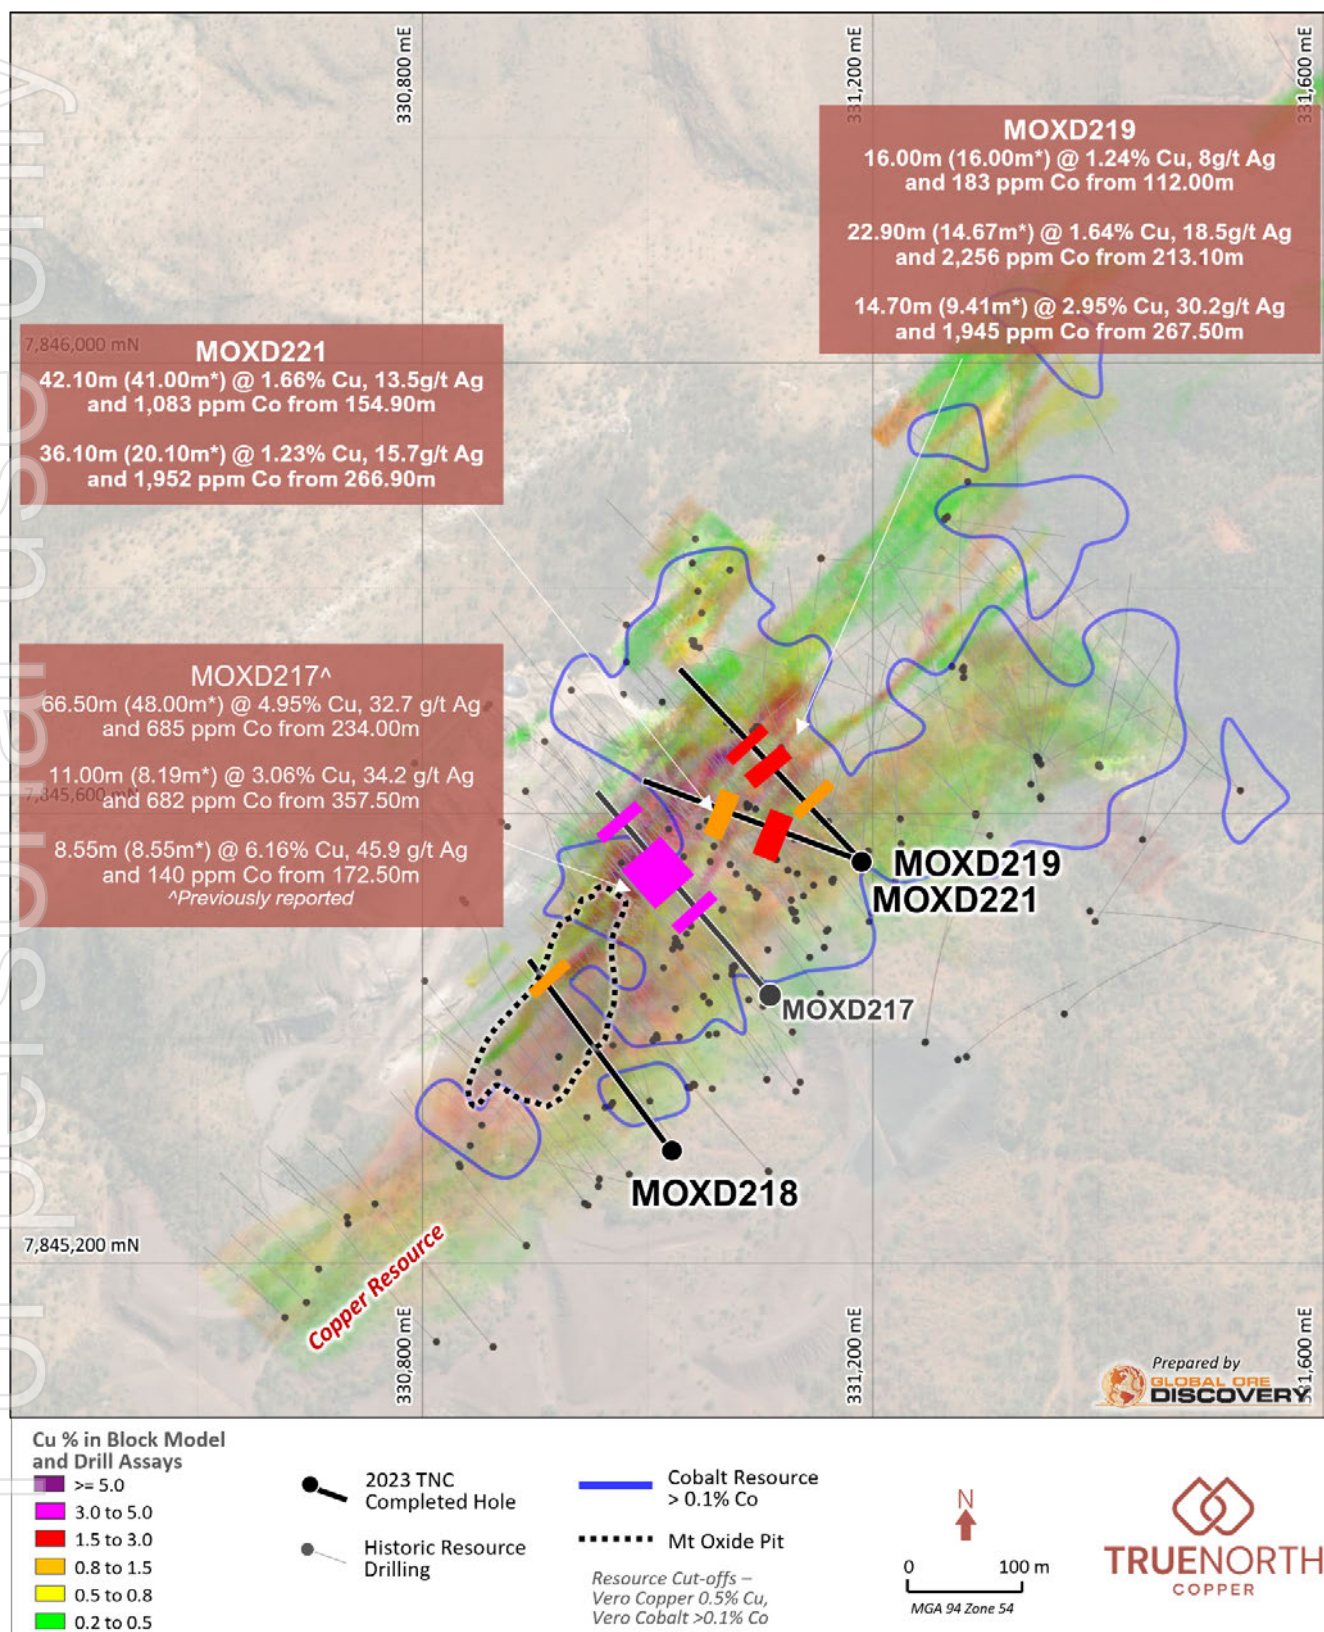 For personal use only
330,800 mE
331,200 mE
331,600 mE
MOXD219
16.00m (16.00m*) @ 1.24% Cu, 8g/t Ag
and 183 ppm Co from 112.00m
22.90m (14.67m*) @ 1.64% Cu, 18.5g/t Ag
and 2,256 ppm Co from 213.10m
14.70m (9.41m*) @ 2.95% Cu, 30.2g/t Ag
and 1,945 ppm Co from 267.50m
7,846,000 mN
MOXD221
42.10m (41.00m*) @ 1.66% Cu, 13.5g/t Ag
and 1,083 ppm Co from 154.90m
36.10m (20.10m*) @ 1.23% Cu, 15.7g/t Ag
and 1,952 ppm Co from 266.90m
MOXD217^
66.50m (48.00m*) @ 4.95% Cu, 32.7 g/t Ag
and 685 ppm Co from 234.00m
11.00m (8.19m*) @ 3.06% Cu, 34.2 g/t Ag
and 682 ppm Co from 357.50m
7,845,600 mN
8.55m (8.55m*) @ 6.16% Cu, 45.9 g/t Ag
and 140 ppm Co from 172.50m
^Previously reported
MOXD219
MOXD221
MOXD217
MOXD218
7,845,200 mN
Copper Resource
330,800 mE
331,200 mE
331,600 mE
Prepared by
GLOBAL ORE
DISCOVERY
Cu % in Block Model
and Drill Assays
>= 5.0
3.0 to 5.0
1.5 to 3.0
0.8 to 1.5
0.5 to 0.8
0.2 to 0.5
2023 TNC
Completed Hole
Historic Resource
Drilling
Cobalt Resource
> 0.1% Co
Mt Oxide Pit
Resource Cut-offs –
Vero Copper 0.5% Cu,
Vero Cobalt >0.1% Co
N
0 100 m
MGA 94 Zone 54
TRUENORTH
COPPER